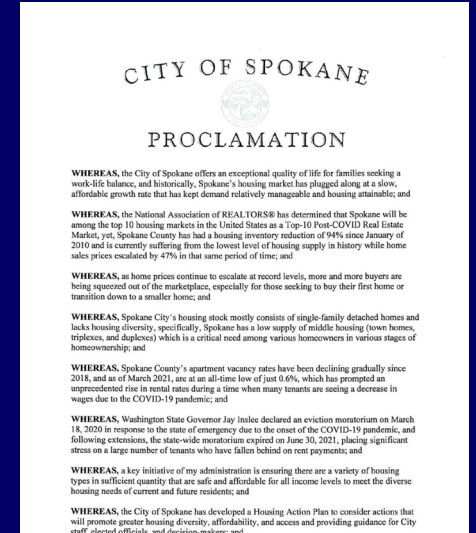 CITY OF SPOKANE
PROCLAMATION
WHEREAS, the City of Spokane offers an exceptional quality of life for families seeking a
work-life balance, and historically, Spokane's housing market has plugged along at a slow,
affordable growth rate that has kept demand relatively manageable and housing attainable; and
WHEREAS, the National Association of REALTORS® has determined that Spokane will be
among the top 10 housing markets in the United States as a Top-10 Post-COVID Real Estate
Market, yet, Spokane County has had a housing inventory reduction of 94% since January of
2010 and is currently suffering from the lowest level of housing supply in history while home
sales prices escalated by 47% in that same period of time; and
WHEREAS, as home prices continue to escalate at record levels, more and more buyers are
being squeezed out of the marketplace, especially for those seeking to buy their first home or
transition down to a smaller home; and
WHEREAS, Spokane City's housing stock mostly consists of single-family detached homes and
lacks housing diversity, specifically, Spokane has a low supply of middle housing (town homes,
triplexes, and duplexes) which is a critical need among various homeowners in various stages of
homeownership; and
WHEREAS, Spokane County's apartment vacancy rates have been declining gradually since
2018, and as of March 2021, are at an all-time low of just 0.6%, which has prompted an
unprecedented rise in rental rates during a time when many tenants are seeing a decrease in
wages due to the COVID-19 pandemic; and
WHEREAS, Washington State Governor Jay Inslee declared an eviction moratorium on March
18, 2020 in response to the state of emergency due to the onset of the COVID-19 pandemic, and
following extensions, the state-wide moratorium expired on June 30, 2021, placing significant
stress on a large number of tenants who have fallen behind on rent payments; and
WHEREAS, a key initiative of my administration is ensuring there are a variety of housing
types in sufficient quantity that are safe and affordable for all income levels to meet the diverse
housing needs of current and future residents; and
WHEREAS, the City of Spokane has developed a Housing Action Plan to consider actions that
will promote greater housing diversity, affordability, and access and providing guidance for City
staff, elected officials, and decision-makers; and